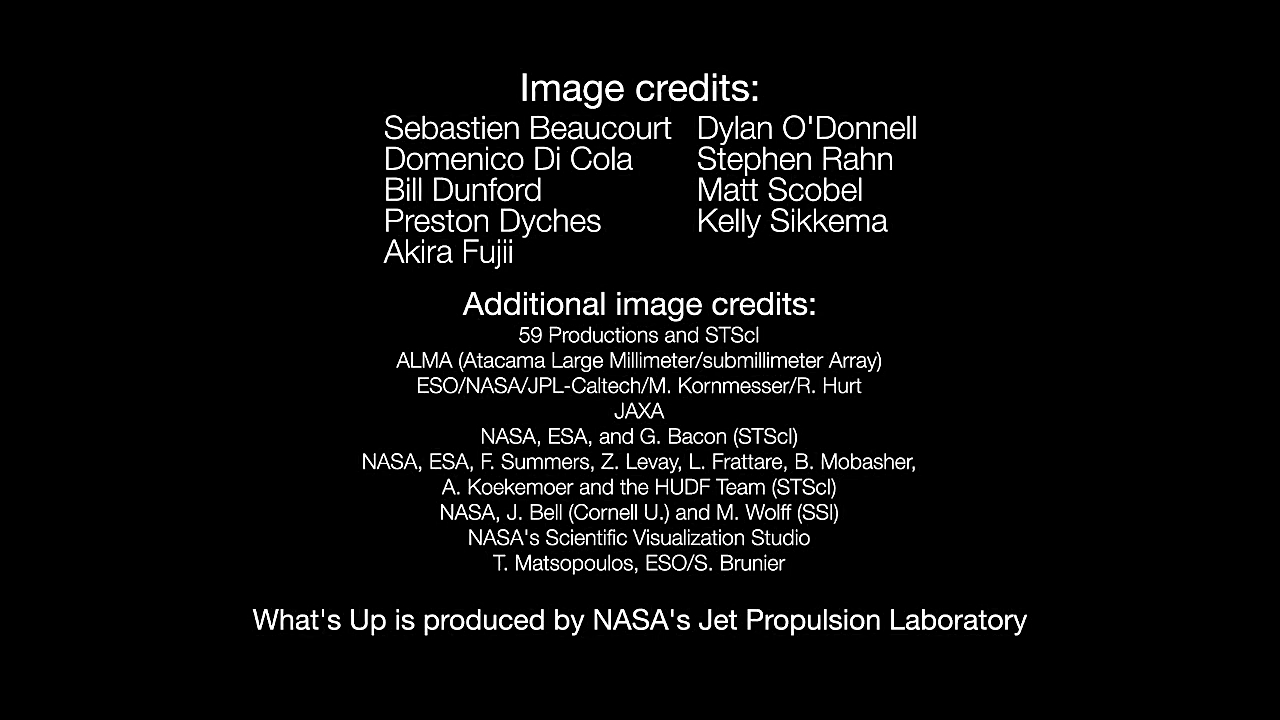 Image credits:
Sebastien Beaucourt
Domenico Di Cola
Bill Dunford
Preston Dyches
Akira Fujii
Dylan O'Donnell
Stephen Rahn
Matt Scobel
Kelly Sikkema
Additional image credits:
59 Productions and STScI
ALMA (Atacama Large Millimeter/submillimeter Array)
ESO/NASA/JPL-Caltech/M. Kornmesser/R. Hurt
JAXA
NASA, ESA, and G. Bacon (STScI)
NASA, ESA, F. Summers, Z. Levay, L. Frattare, B. Mobasher,
A. Koekemoer and the HUDF Team (STScI)
NASA, J. Bell (Cornell U.) and M. Wolff (SSI)
NASA's Scientific Visualization Studio
T. Matsopoulos, ESO/S. Brunier
What's Up is produced by NASA's Jet Propulsion Laboratory